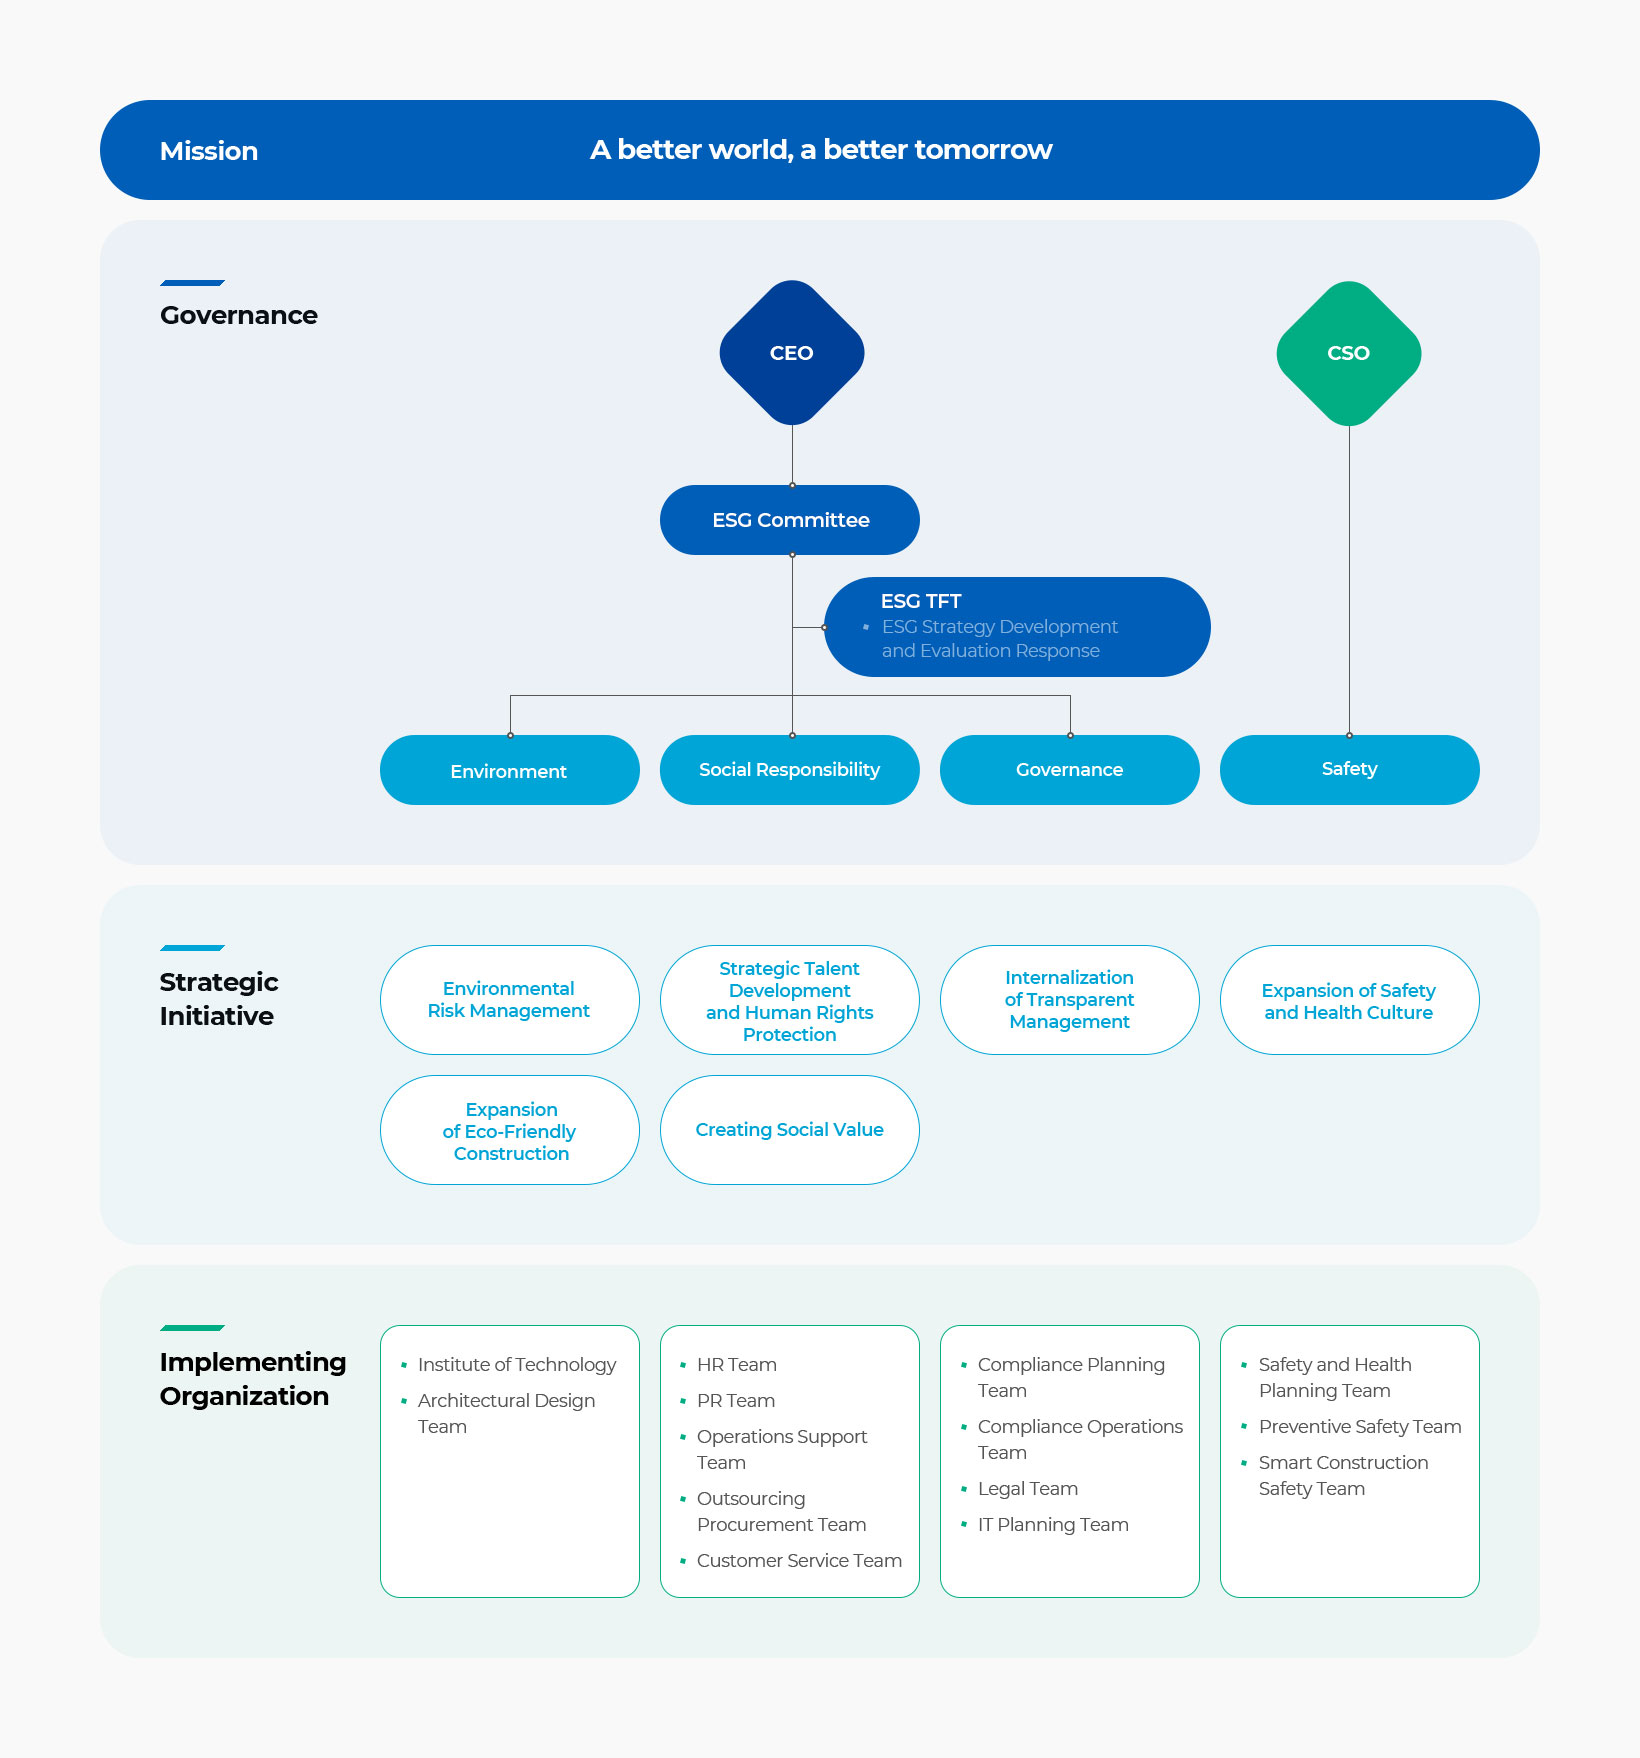 Mission
A better world, a better tomorrow
Governance
CEO
CSO
ESG Committee
ESG TFT
ESG Strategy Development
and Evaluation Response
Environment
Social Responsibility
Governance
Safety
Strategic
Initiative
Environmental
Risk Management
Strategic Talent
Development
and Human Rights
Protection
Internalization
of Transparent
Management
Expansion of Safety
and Health Culture
Expansion
of Eco-Friendly
Construction
Creating Social Value
Implementing
Organization
Institute of Technology
Architectural Design
Team
HR Team
PR Team
Operations Support
Team
Outsourcing
Procurement Team
Customer Service Team
Compliance Planning
Team
Compliance Operations
Team
Legal Team
IT Planning Team
Safety and Health
Planning Team
Preventive Safety Team
Smart Construction
Safety Team